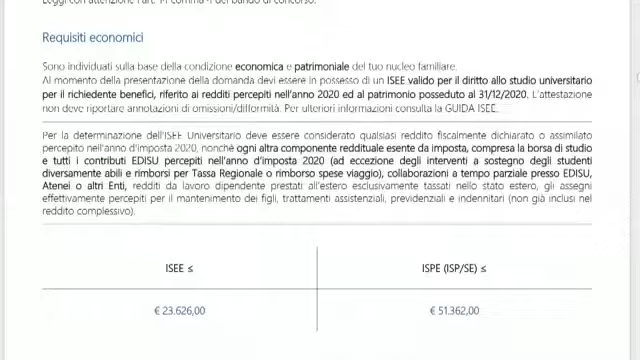 Leggi con attenzione l'art. 14 comma 4 del bando di concorso.
Requisiti economici
Sono individuati sulla base della condizione economica e patrimoniale del tuo nucleo familiare.
Al momento della presentazione della domanda devi essere in possesso di un ISEE valido per il diritto allo studio universitario
per il richiedente benefici, riferito ai redditi percepiti nell'anno 2020 ed al patrimonio posseduto al 31/12/2020. L'attestazione
non deve riportare annotazioni di omissioni/difformità. Per ulteriori informazioni consulta la GUIDA ISEE.
Per la determinazione dell'ISEE Universitario deve essere considerato qualsiasi reddito fiscalmente dichiarato o assimilato
percepito nell'anno d'imposta 2020, nonchè ogni altra componente reddituale esente da imposta, compresa la borsa di studio
e tutti i contributi EDISU percepiti nell'anno d'imposta 2020 (ad eccezione degli interventi a sostegno degli studenti
diversamente abili e rimborsi per Tassa Regionale o rimborso spese viaggio), collaborazioni a tempo parziale presso EDISU,
Atenei o altri Enti, redditi da lavoro dipendente prestati all'estero esclusivamente tassati nello stato estero, gli assegni
effettivamente percepiti per il mantenimento dei figli, trattamenti assistenziali, previdenziali e indennitari (non già inclusi nel
reddito complessivo).
ISEE ≤ ISPE (ISP/SE) ≤
€ 23.626,00 € 51.362,00